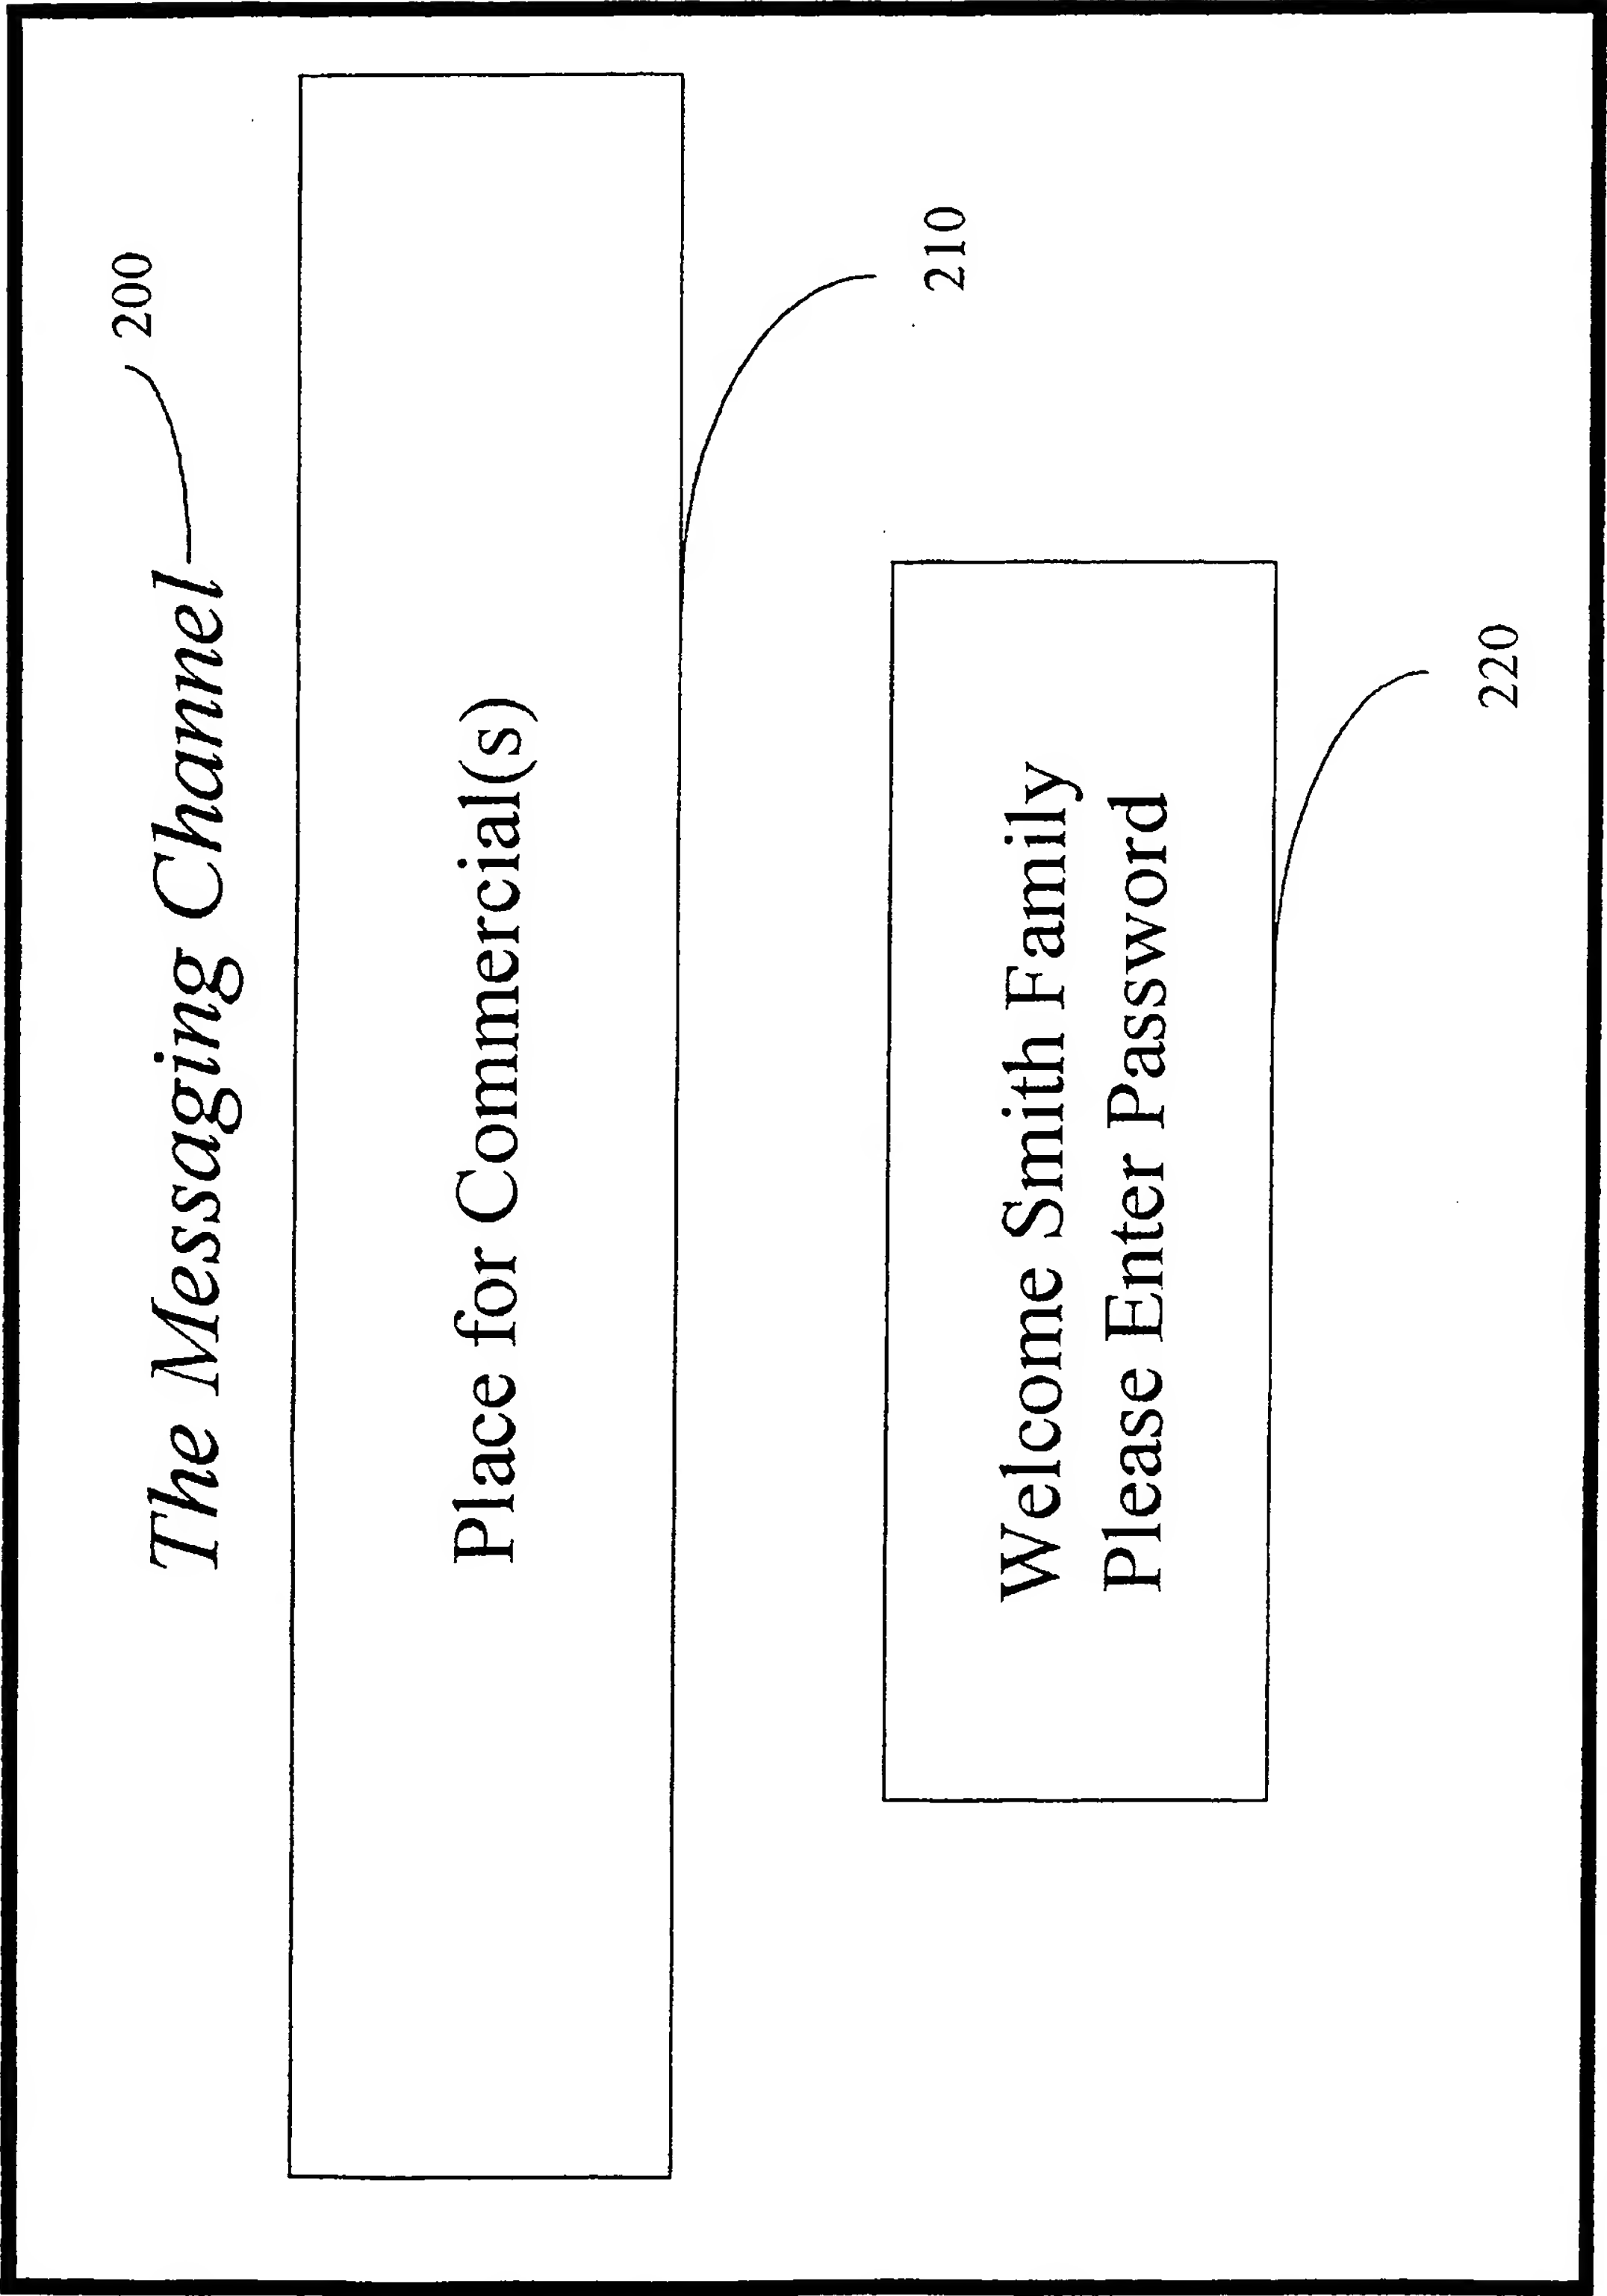 The Messaging Channel
200
Place for Commercial(s)
210
Welcome Smith Family
Please Enter Password
220